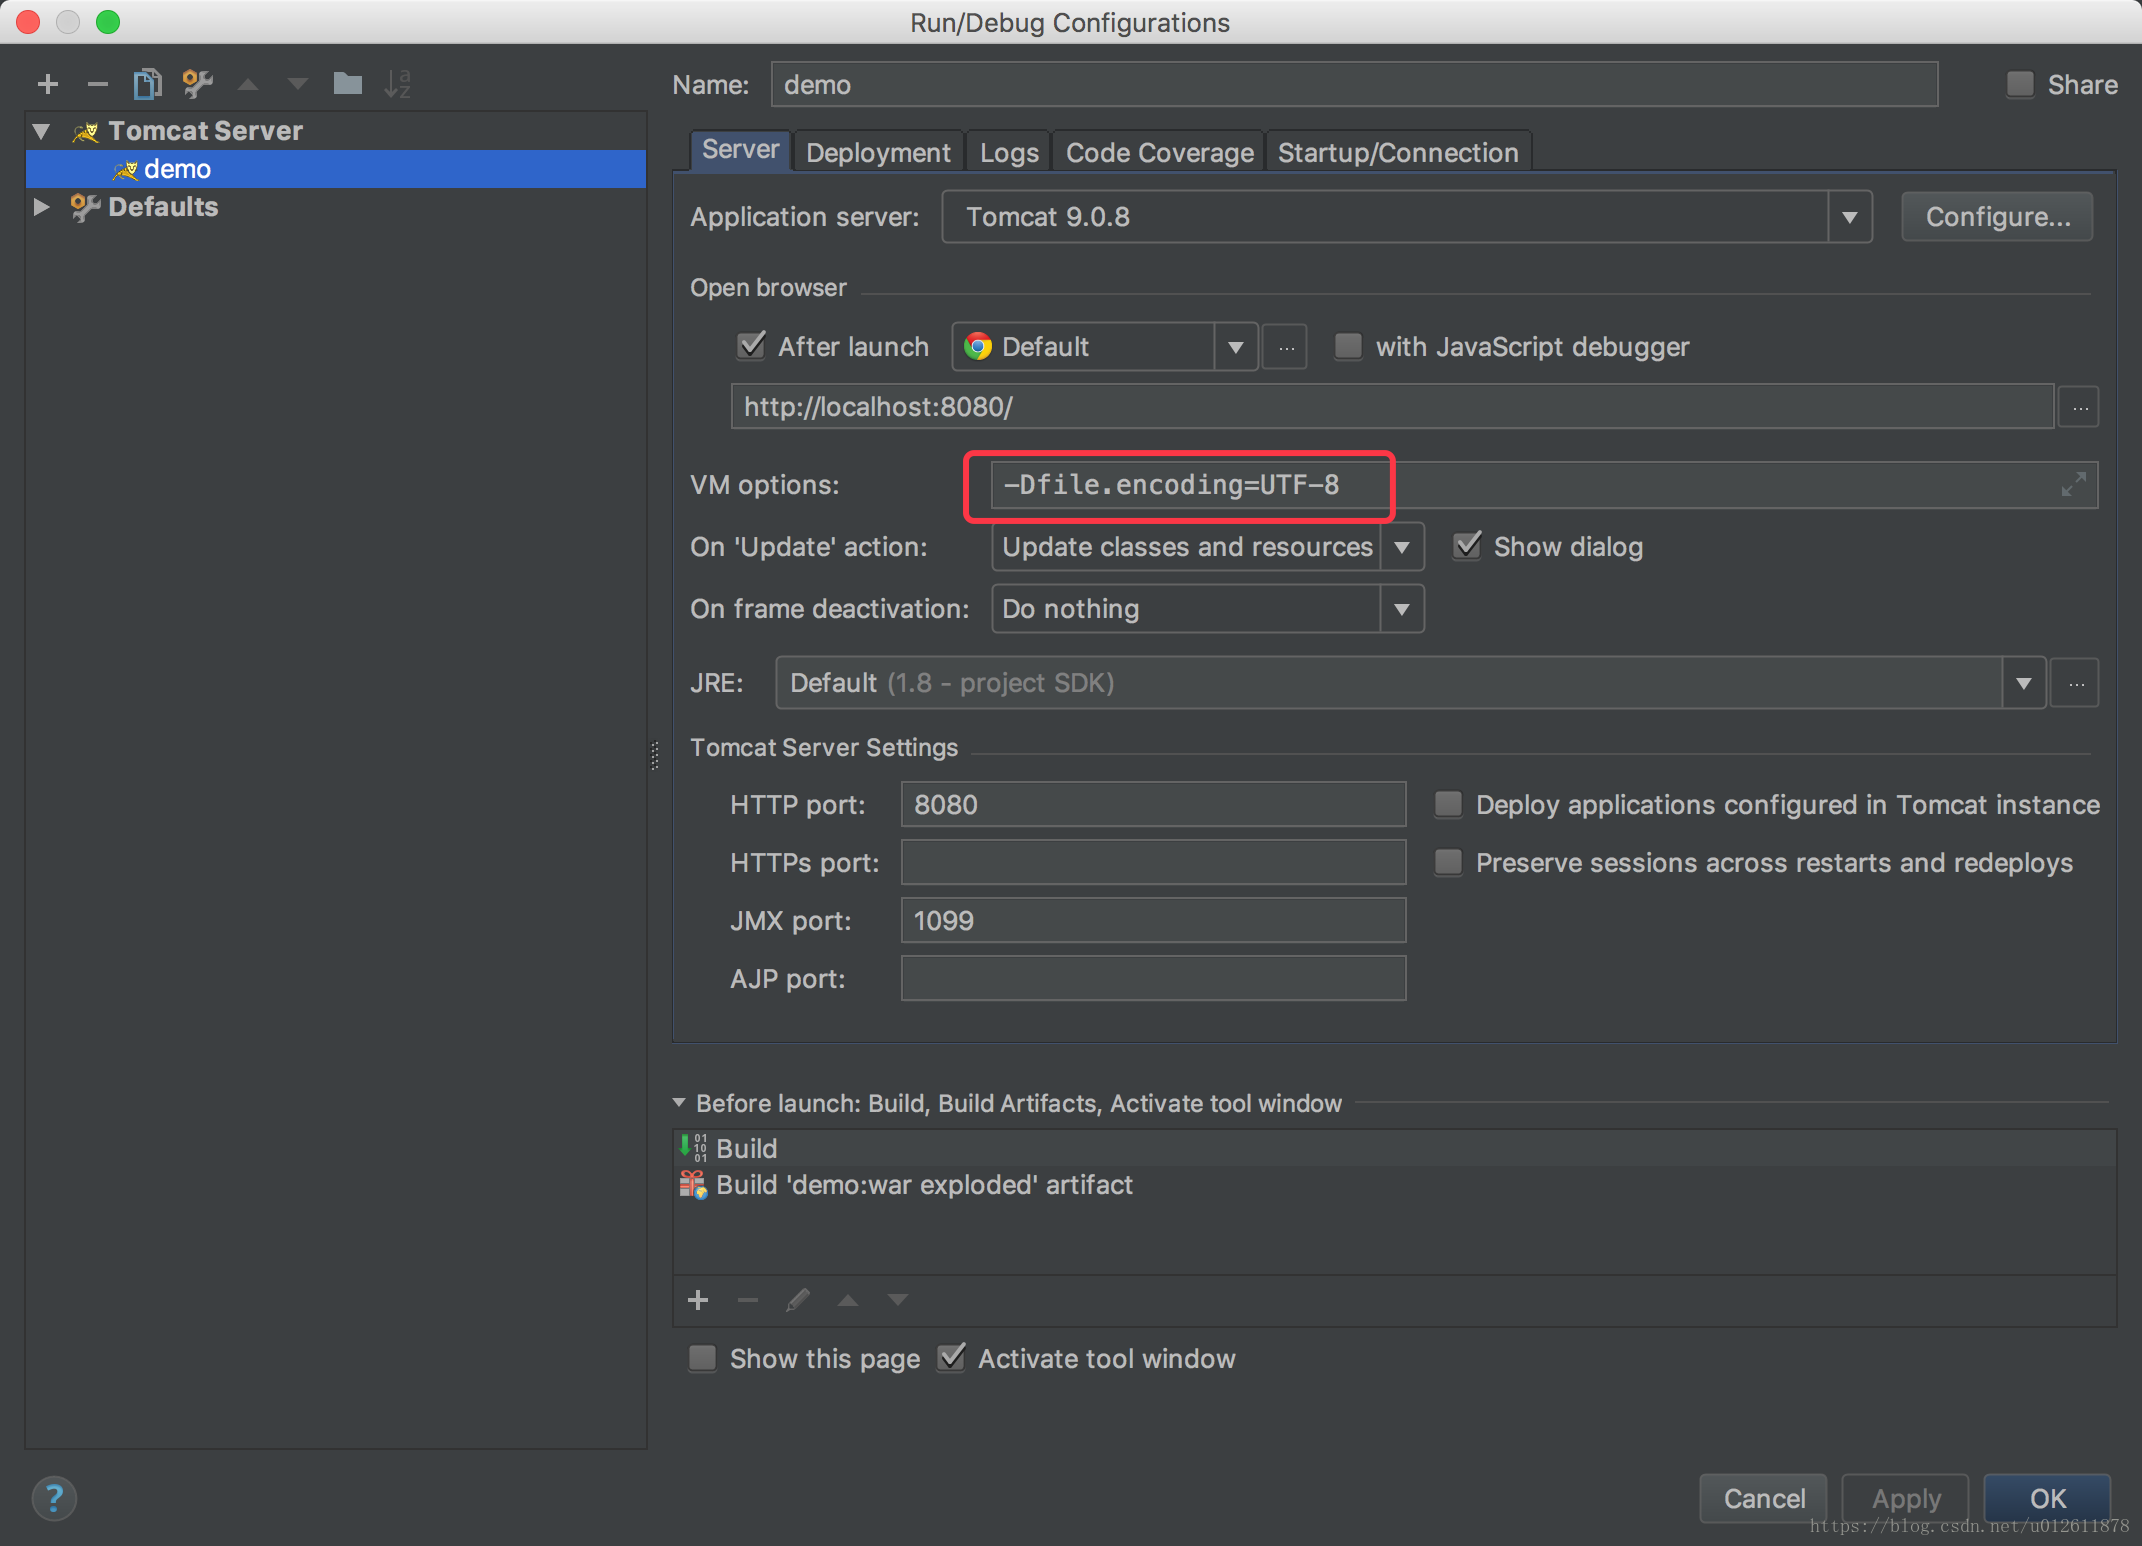 Run/Debug Configurations
Tomcat Server
demo
Defaults
Name: demo Share
Server Deployment Logs Code Coverage Startup/Connection
Application server: Tomcat 9.0.8 Configure...
Open browser
After launch Default ... with JavaScript debugger
http://localhost:8080/ ...
VM options: -Dfile.encoding=UTF-8
On 'Update' action: Update classes and resources Show dialog
On frame deactivation: Do nothing
JRE: Default (1.8 - project SDK) ...
Tomcat Server Settings
HTTP port: 8080 Deploy applications configured in Tomcat instance
HTTPs port: Preserve sessions across restarts and redeploys
JMX port: 1099
AJP port:
Before launch: Build, Build Artifacts, Activate tool window
Build
Build 'demo:war exploded' artifact
Show this page Activate tool window
? Cancel Apply OK
https://blog.csdn.net/u012611878